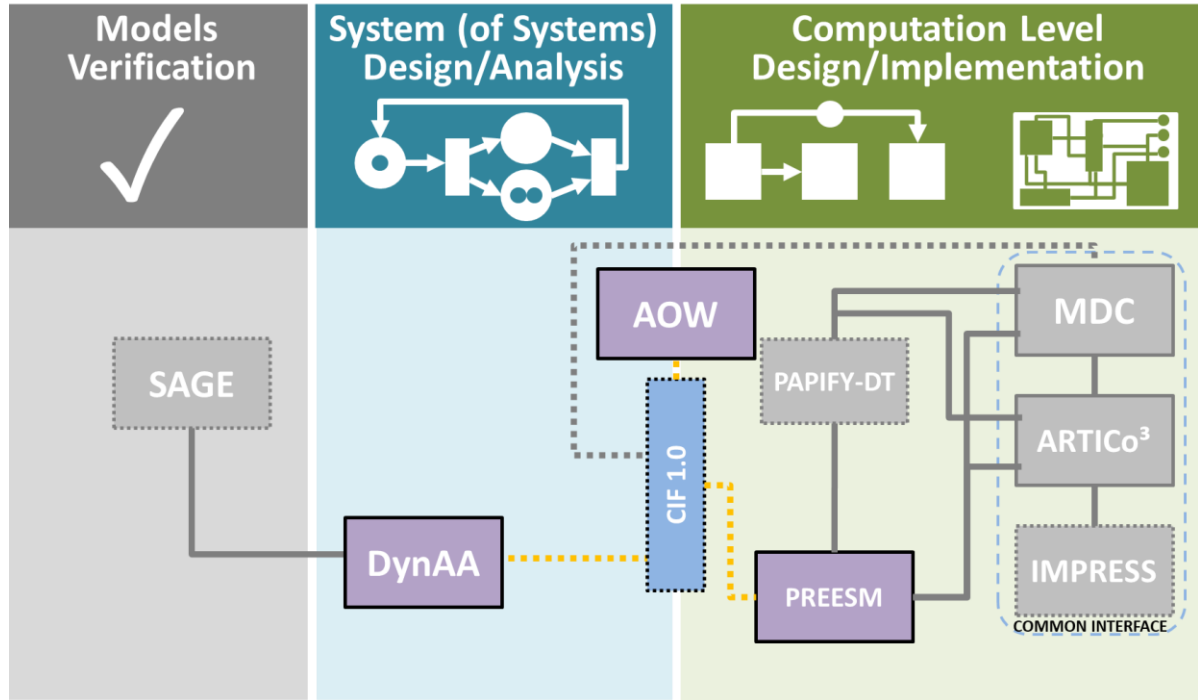 Models
Verification
System (of Systems)
Design/Analysis
Computation Level
Design/Implementation
AOW
MDC
SAGE
PAPIFY-DT
ARTICo³
CIF 1.0
DynAA
PREESM
IMPRESS
COMMON INTERFACE